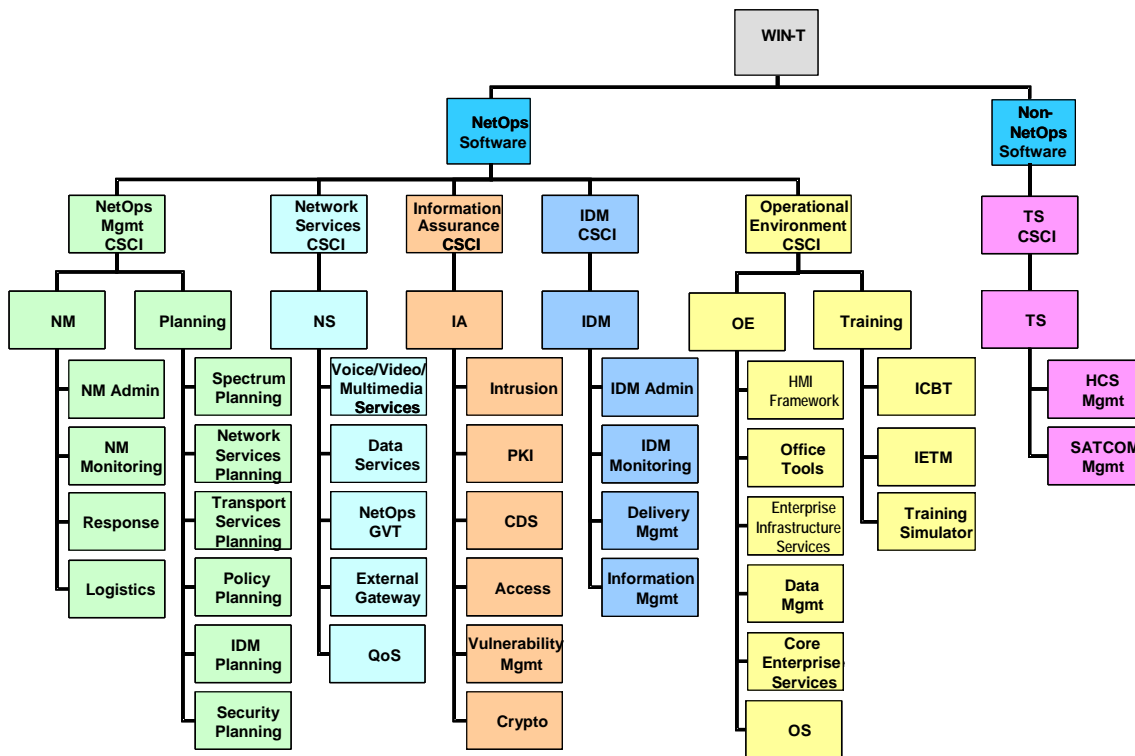 WIN-T
NetOps
Software
Non-
NetOps
Software
NetOps
Mgmt
CSCI
Network
Services
CSCI
Information
Assurance
CSCI
IDM
CSCI
Operational
Environment
CSCI
TS
CSCI
NM
Planning
NS
IA
IDM
OE
Training
TS
NM Admin
NM
Monitoring
Response
Logistics
Spectrum
Planning
Network
Services
Planning
Transport
Services
Planning
Policy
Planning
IDM
Planning
Security
Planning
Voice/Video/
Multimedia
Services
Data
Services
NetOps
GVT
External
Gateway
QoS
Intrusion
PKI
CDS
Access
Vulnerability
Mgmt
Crypto
IDM Admin
IDM
Monitoring
Delivery
Mgmt
Information
Mgmt
HMI
Framework
Office
Tools
Enterprise
Infrastructure
Services
Data
Mgmt
Core
Enterprise
Services
OS
ICBT
IETM
Training
Simulator
HCS
Mgmt
SATCOM
Mgmt